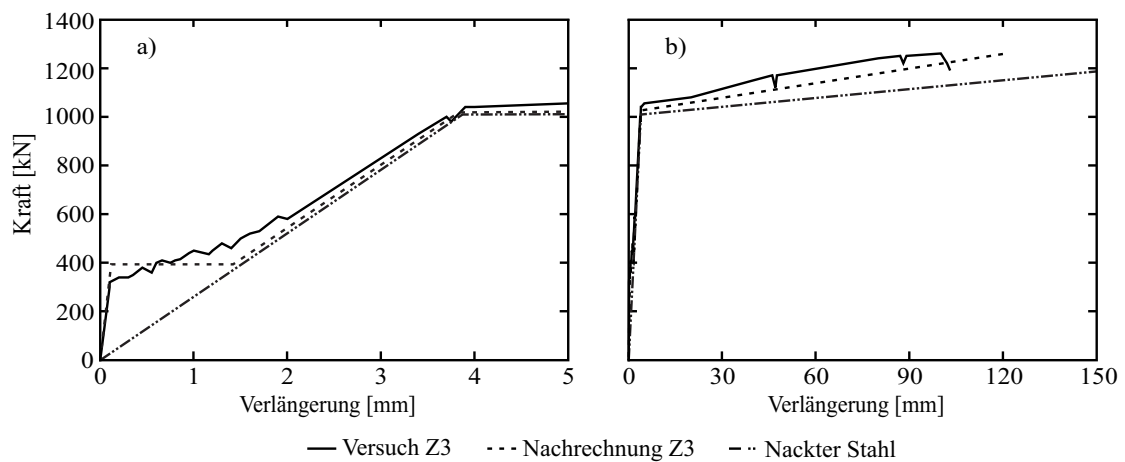 1400
1200
1000
800
600
400
200
0
Kraft [kN]
a)
0 1 2 3 4 5
Verlängerung [mm]
b)
0 30 60 90 120 150
Verlängerung [mm]
Versuch Z3 Nachrechnung Z3 Nackter Stahl